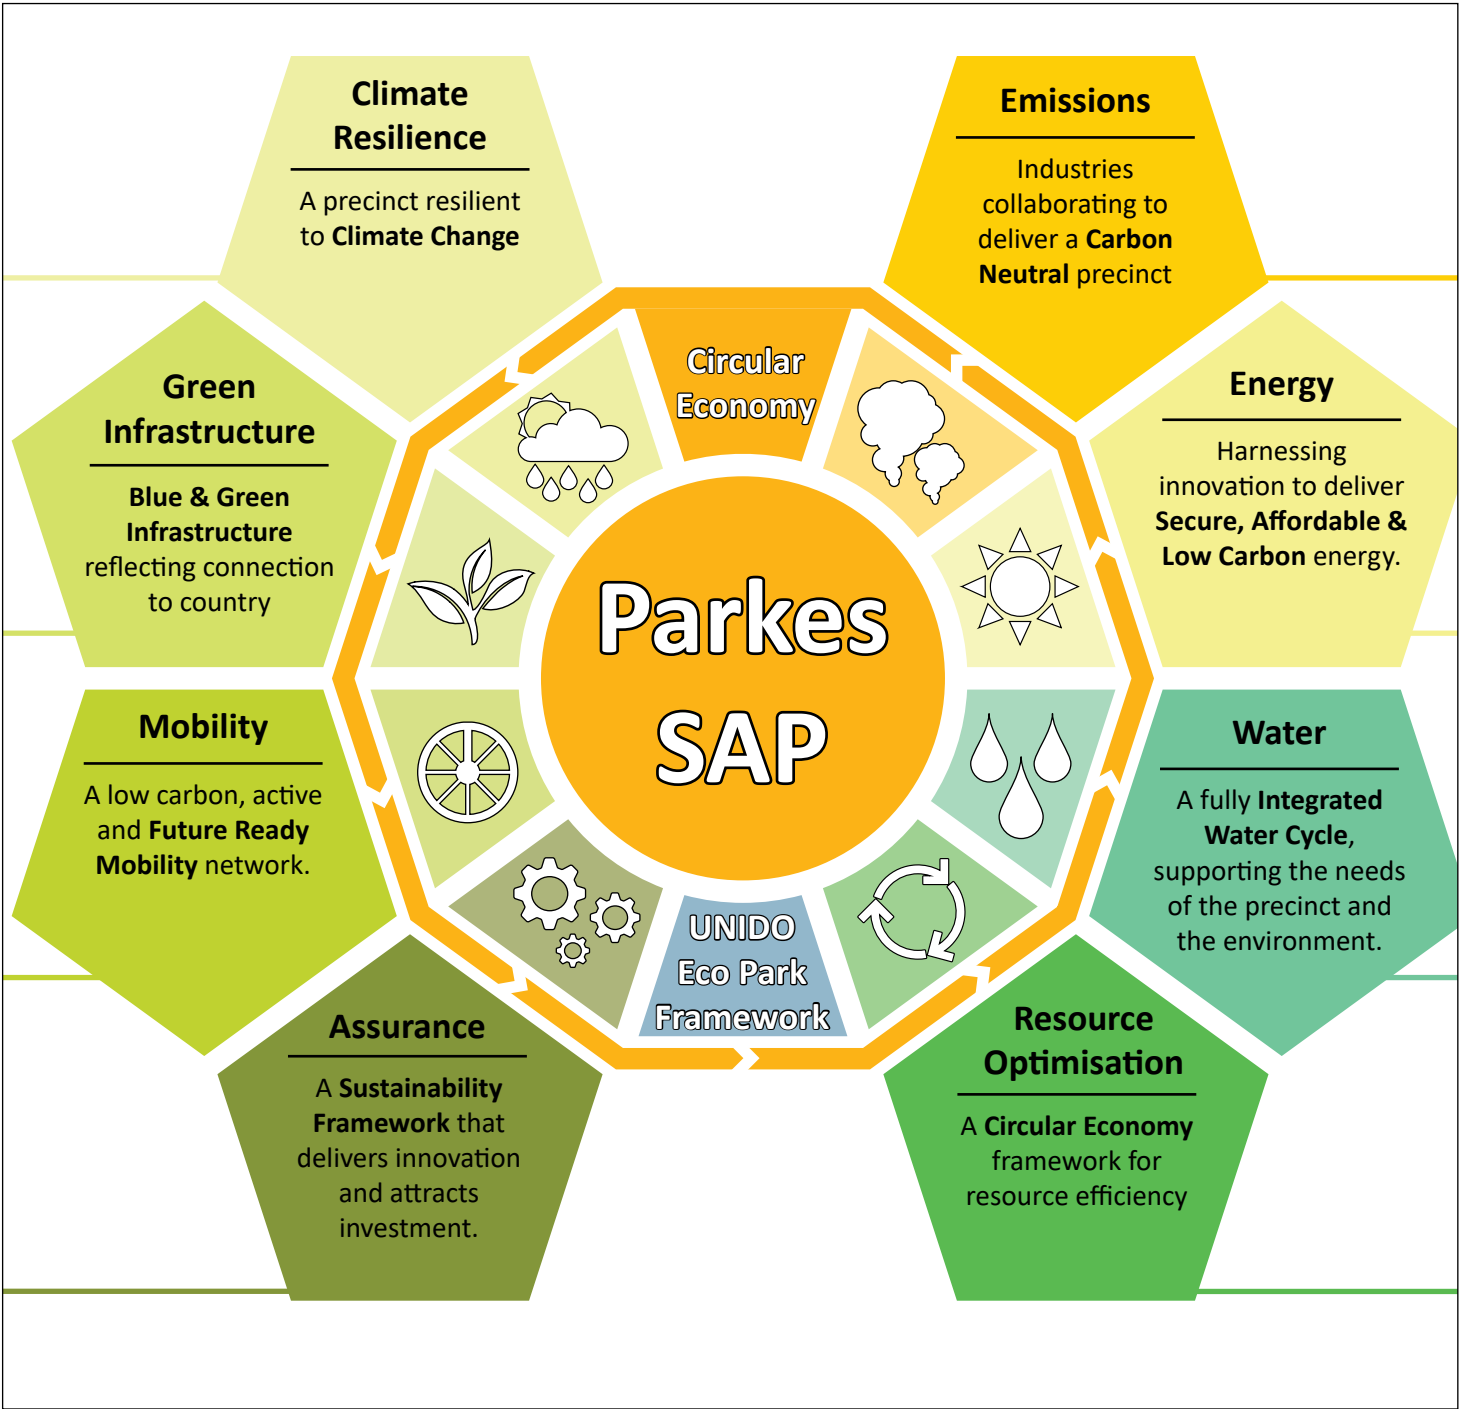 Climate
Resilience
A precinct resilient
to Climate Change
Emissions
Industries
collaborating to
deliver a Carbon
Neutral precinct
Green
Infrastructure
Blue & Green
Infrastructure
reflecting connection
to country
Circular
Economy
Energy
Harnessing
innovation to deliver
Secure, Affordable &
Low Carbon energy.
Parkes
SAP
Mobility
A low carbon, active
and Future Ready
Mobility network.
Water
A fully Integrated
Water Cycle,
supporting the needs
of the precinct and
the environment.
UNIDO
Eco Park
Framework
Assurance
A Sustainability
Framework that
delivers innovation
and attracts
investment.
Resource
Optimisation
A Circular Economy
framework for
resource efficiency